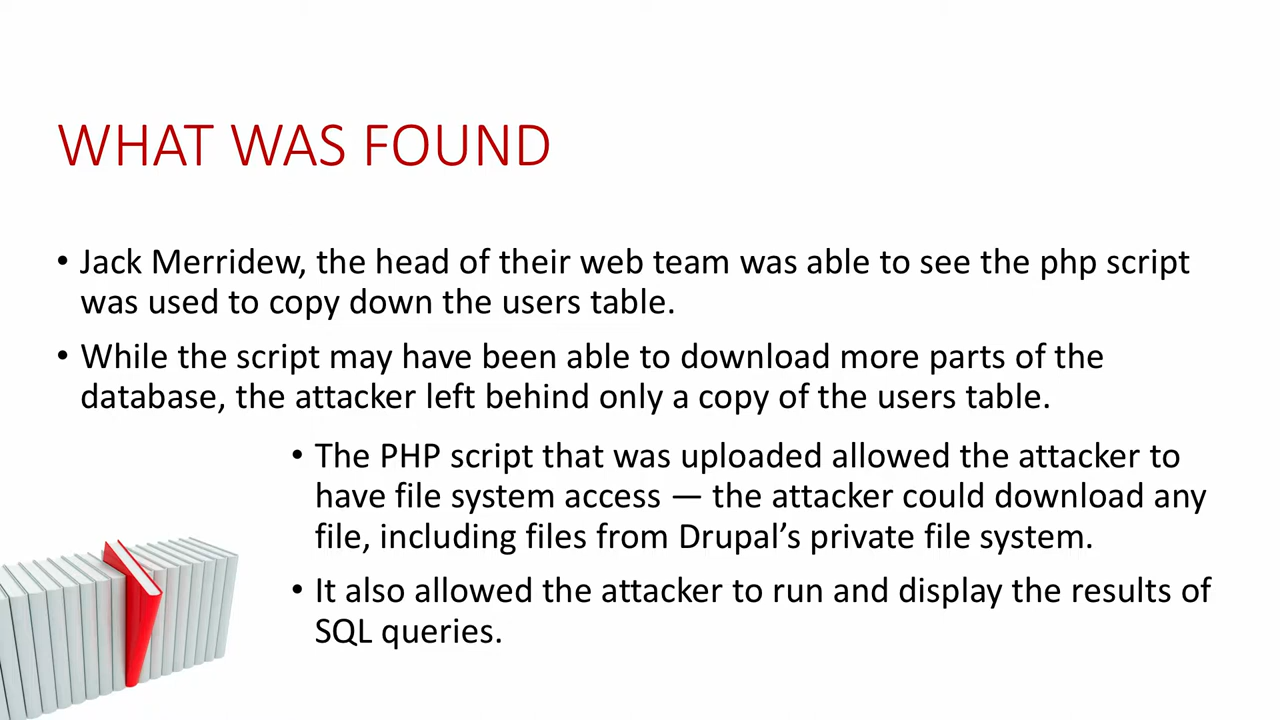 WHAT WAS FOUND
• Jack Merridew, the head of their web team was able to see the php script
was used to copy down the users table.
• While the script may have been able to download more parts of the
database, the attacker left behind only a copy of the users table.
• The PHP script that was uploaded allowed the attacker to
have file system access — the attacker could download any
file, including files from Drupal’s private file system.
• It also allowed the attacker to run and display the results of
SQL queries.